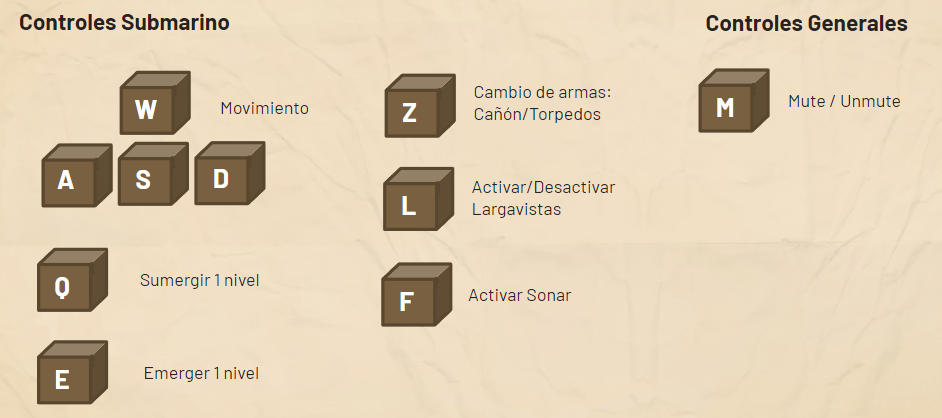 Controles Submarino
W
Movimiento
A S D
Q
Sumergir 1 nivel
E
Emerger 1 nivel
Z
Cambio de armas:
Cañón/Torpedos
L
Activar/Desactivar
Largavistas
F
Activar Sonar
Controles Generales
M
Mute / Unmute